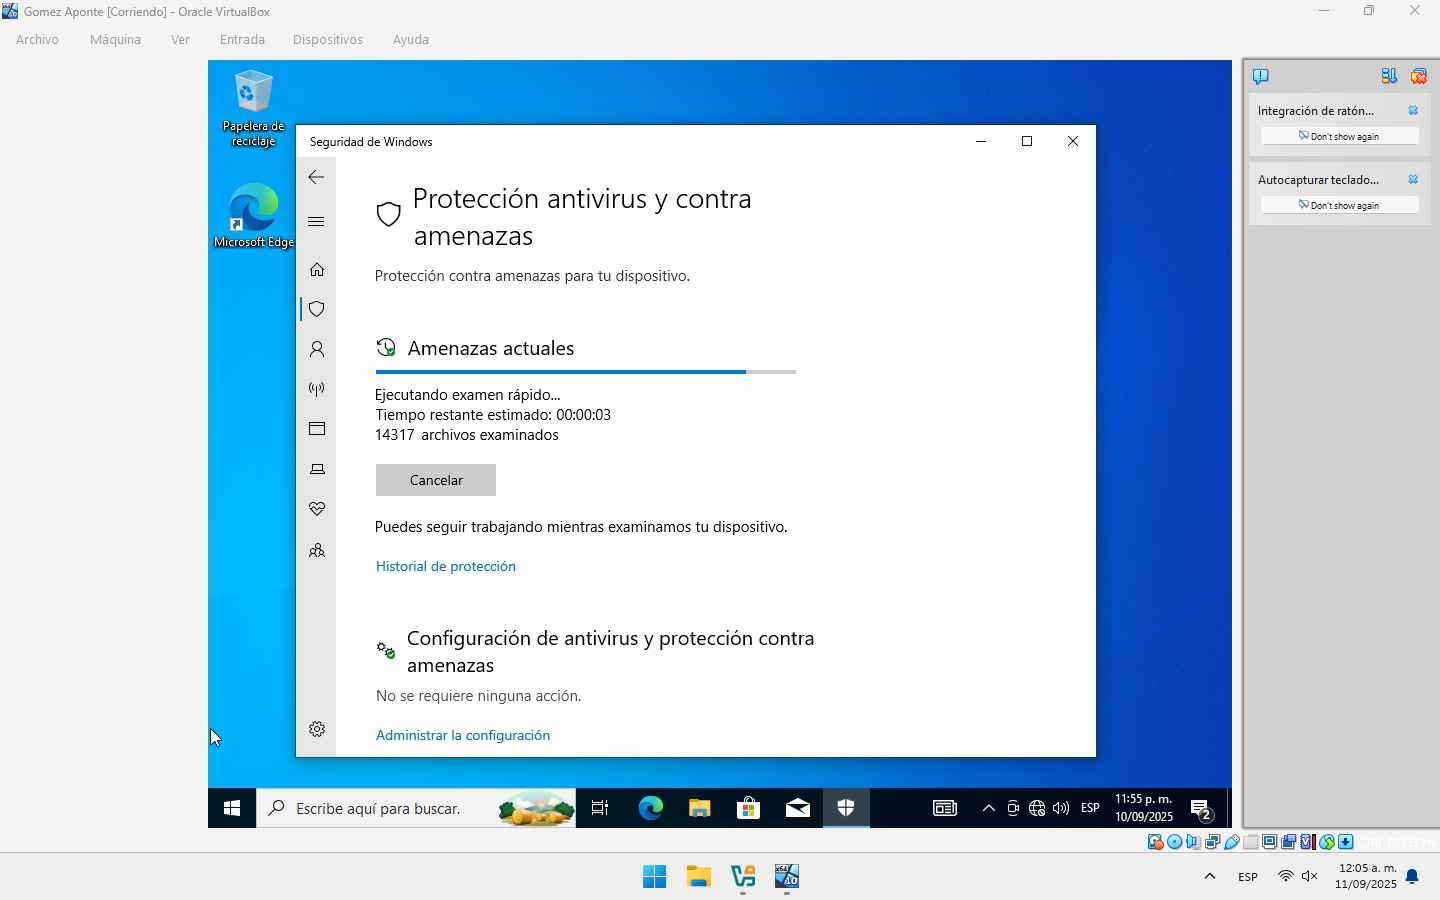 Gomez Aponte [Corriendo] - Oracle VirtualBox
Archivo Máquina Ver Entrada Dispositivos Ayuda
Papelera de
reciclaje
Microsoft Edge
Seguridad de Windows
Protección antivirus y contra
amenazas
Protección contra amenazas para tu dispositivo.
Amenazas actuales
Ejecutando examen rápido...
Tiempo restante estimado: 00:00:03
14317 archivos examinados
Cancelar
Puedes seguir trabajando mientras examinamos tu dispositivo.
Historial de protección
Configuración de antivirus y protección contra
amenazas
No se requiere ninguna acción.
Administrar la configuración
Integración de ratón...
Don't show again
Autocapturar teclado...
Don't show again
Escribe aquí para buscar.
ESP
11:55 p. m.
10/09/2025
2
CTRL DERECHA
x64
10
ESP
12:05 a. m.
11/09/2025